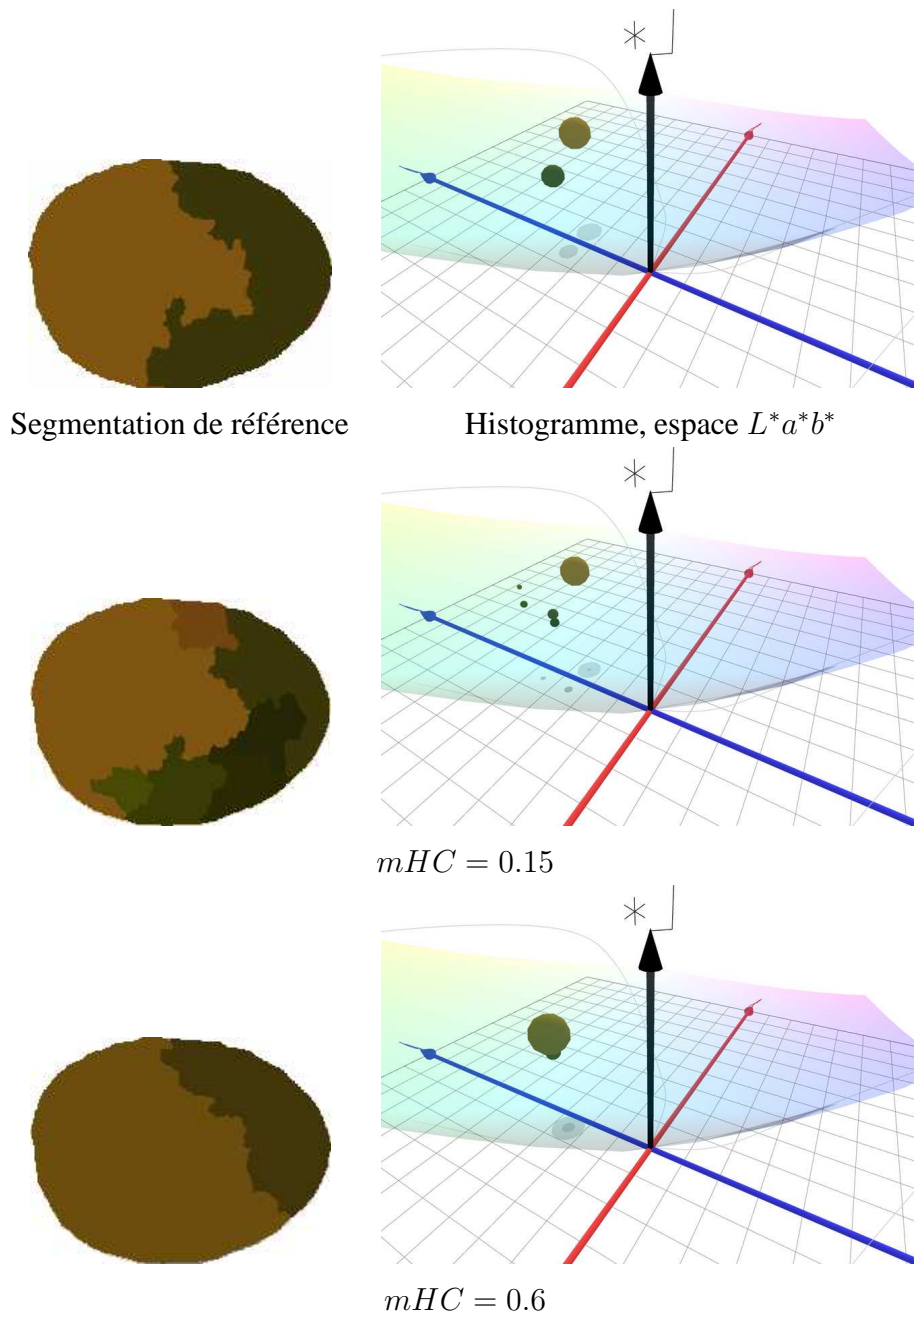 Segmentation de référence
Histogramme, espace $L^*a^*b^*$
$mHC = 0.15$
$mHC = 0.6$